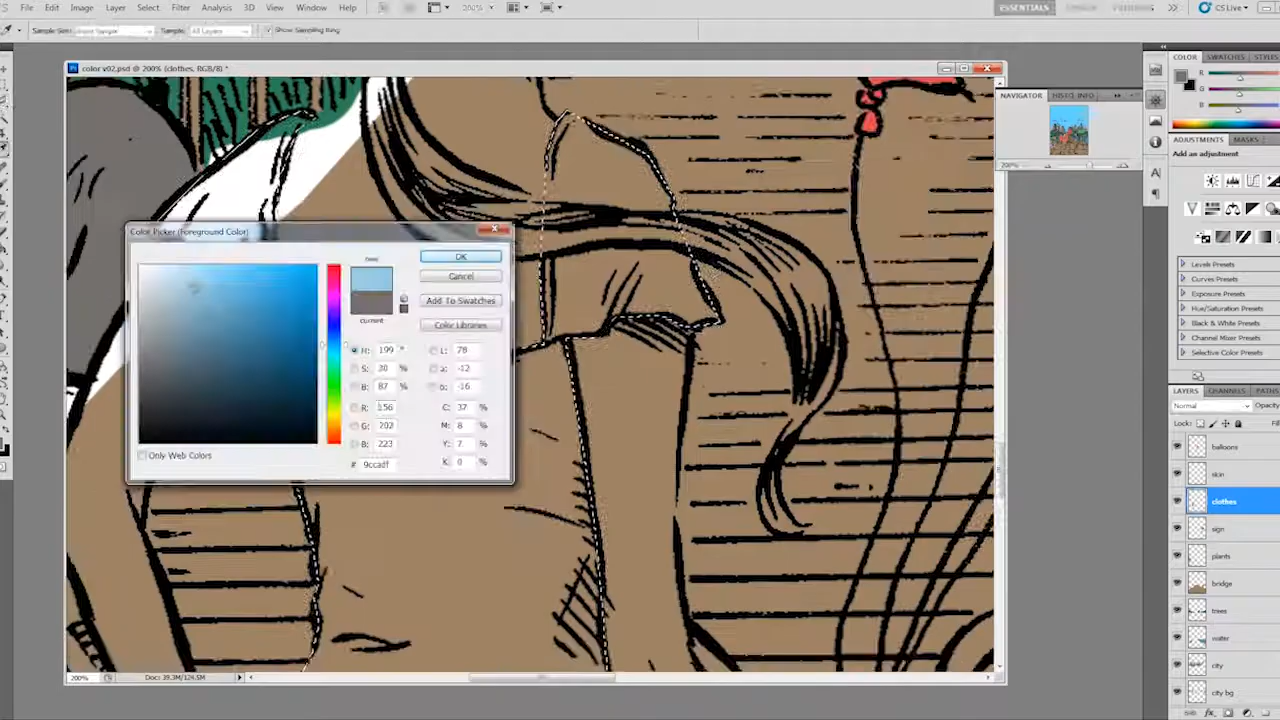 File Edit Image Layer Select Filter Analysis 3D View Window Help 200%
ESSENTIALS CS Live
Sample Size: Sample: All Layers Show Sampling Ring
color v02.psd @ 200% (clothes, RGB/8) *
COLOR SWATCHES STYLES
R
G
B
NAVIGATOR HISTO INFO
200%
ADJUSTMENTS MASKS
Add an adjustment
Levels Presets
Curves Presets
Exposure Presets
Hue/Saturation Presets
Black & White Presets
Channel Mixer Presets
Selective Color Presets
LAYERS CHANNELS PATHS
Normal Opacity
Lock:
balloons
skin
clothes
sign
plants
bridge
trees
water
city
city bg
Color Picker (Foreground Color)
new
current
OK
Cancel
Add To Swatches
Color Libraries
H: 199 °
S: 30 %
B: 87 %
R: 156
G: 202
B: 223
# 9ccadf
L: 78
a: -12
b: -16
C: 37 %
M: 8 %
Y: 7 %
K: 0 %
Only Web Colors
200% Doc: 39.3M/124.5M